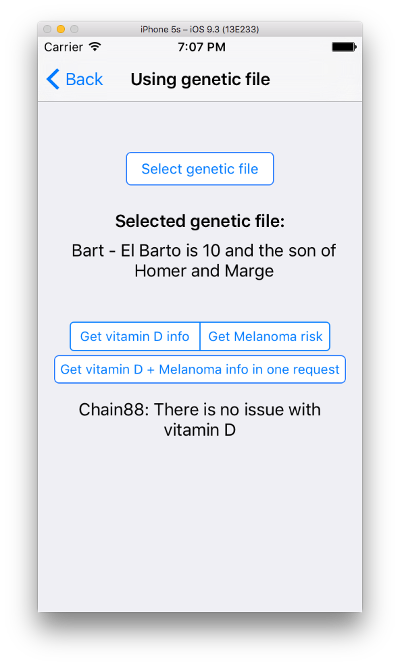 iPhone 5s – iOS 9.3 (13E233)
Carrier 7:07 PM
Back Using genetic file
Select genetic file
Selected genetic file:
Bart - El Barto is 10 and the son of
Homer and Marge
Get vitamin D info Get Melanoma risk
Get vitamin D + Melanoma info in one request
Chain88: There is no issue with
vitamin D